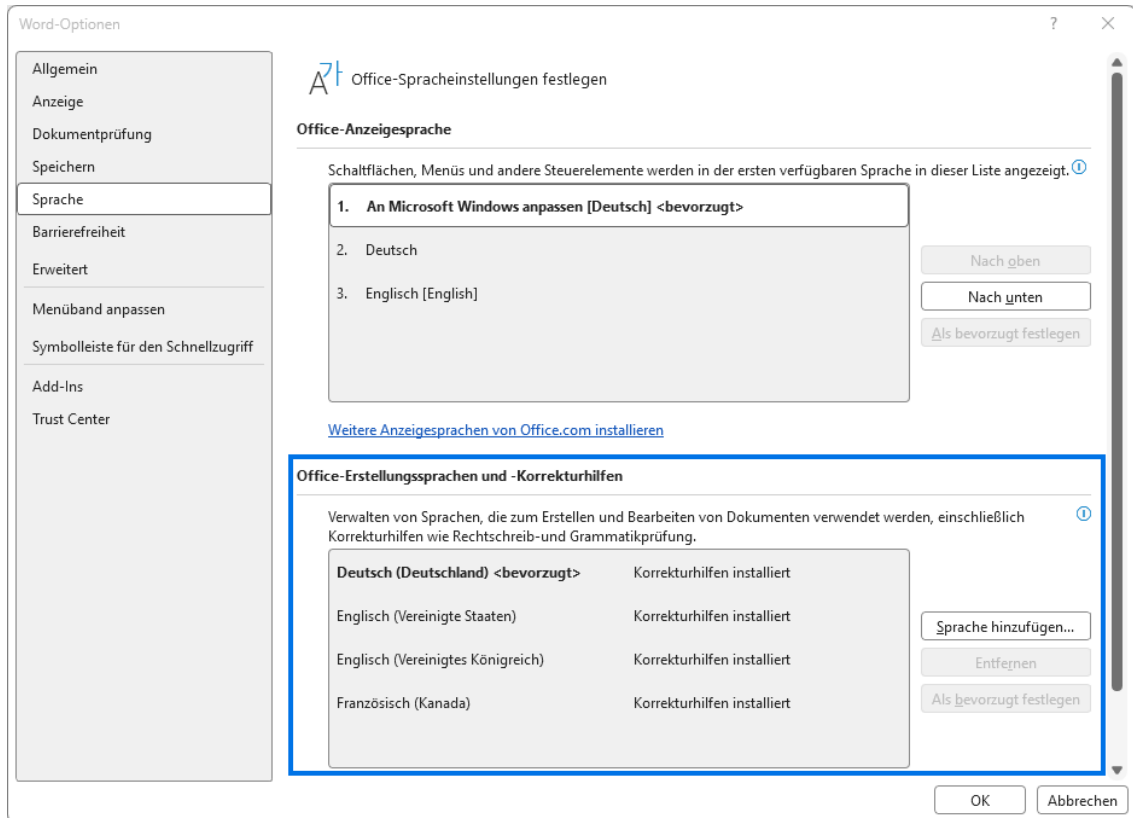 Word-Optionen
?
Allgemein
Anzeige
Dokumentprüfung
Speichern
Sprache
Barrierefreiheit
Erweitert
Menüband anpassen
Symbolleiste für den Schnellzugriff
Add-Ins
Trust Center
Office-Spracheinstellungen festlegen
Office-Anzeigesprache
Schaltflächen, Menüs und andere Steuerelemente werden in der ersten verfügbaren Sprache in dieser Liste angezeigt.
1. An Microsoft Windows anpassen [Deutsch] <bevorzugt>
2. Deutsch
3. Englisch [English]
Nach oben
Nach unten
Als bevorzugt festlegen
Weitere Anzeigesprachen von Office.com installieren
Office-Erstellungssprachen und -Korrekturhilfen
Verwalten von Sprachen, die zum Erstellen und Bearbeiten von Dokumenten verwendet werden, einschließlich
Korrekturhilfen wie Rechtschreib-und Grammatikprüfung.
Deutsch (Deutschland) <bevorzugt> Korrekturhilfen installiert
Englisch (Vereinigte Staaten) Korrekturhilfen installiert
Englisch (Vereinigtes Königreich) Korrekturhilfen installiert
Französisch (Kanada) Korrekturhilfen installiert
Sprache hinzufügen...
Entfernen
Als bevorzugt festlegen
OK
Abbrechen